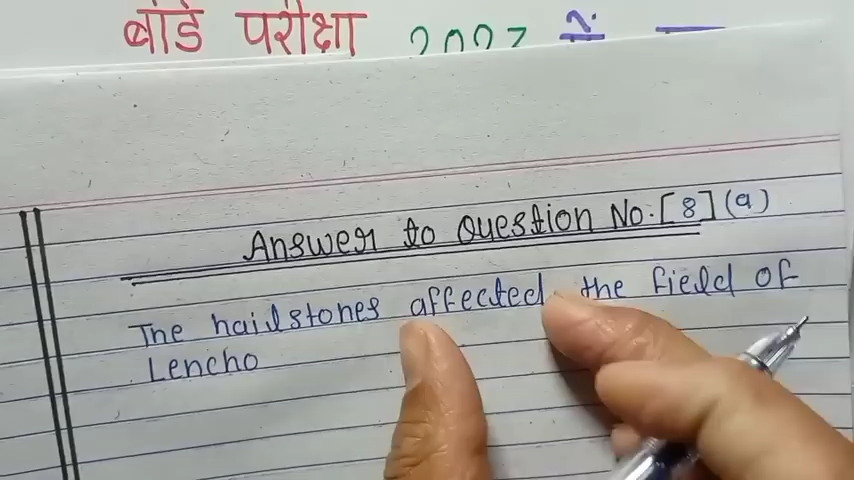 बोर्ड परीक्षा
Answer to Question No. [8] (a)
The hailstones affected the field of
Lencho